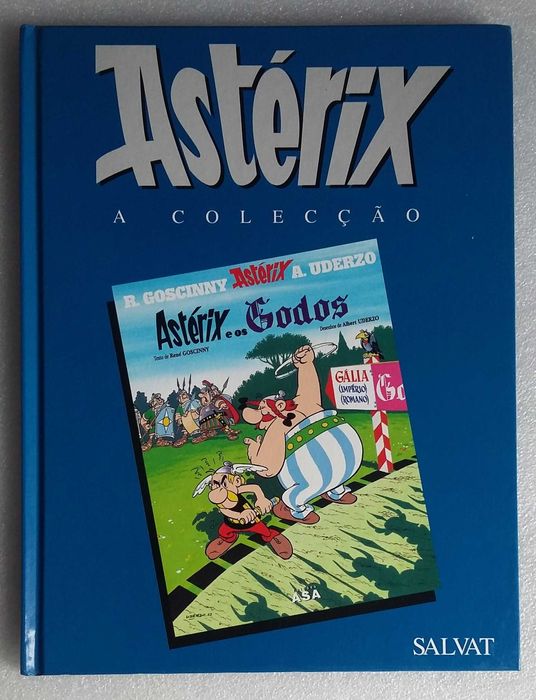 Astérix
A COLECÇÃO
R. GOSCINNY Astérix A. UDERZO
Astérix e os Godos
Texto de René GOSCINNY
Desenhos de Albert UDERZO
GÁLIA
(IMPÉRIO)
(ROMANO)
Go
ASA
SALVAT